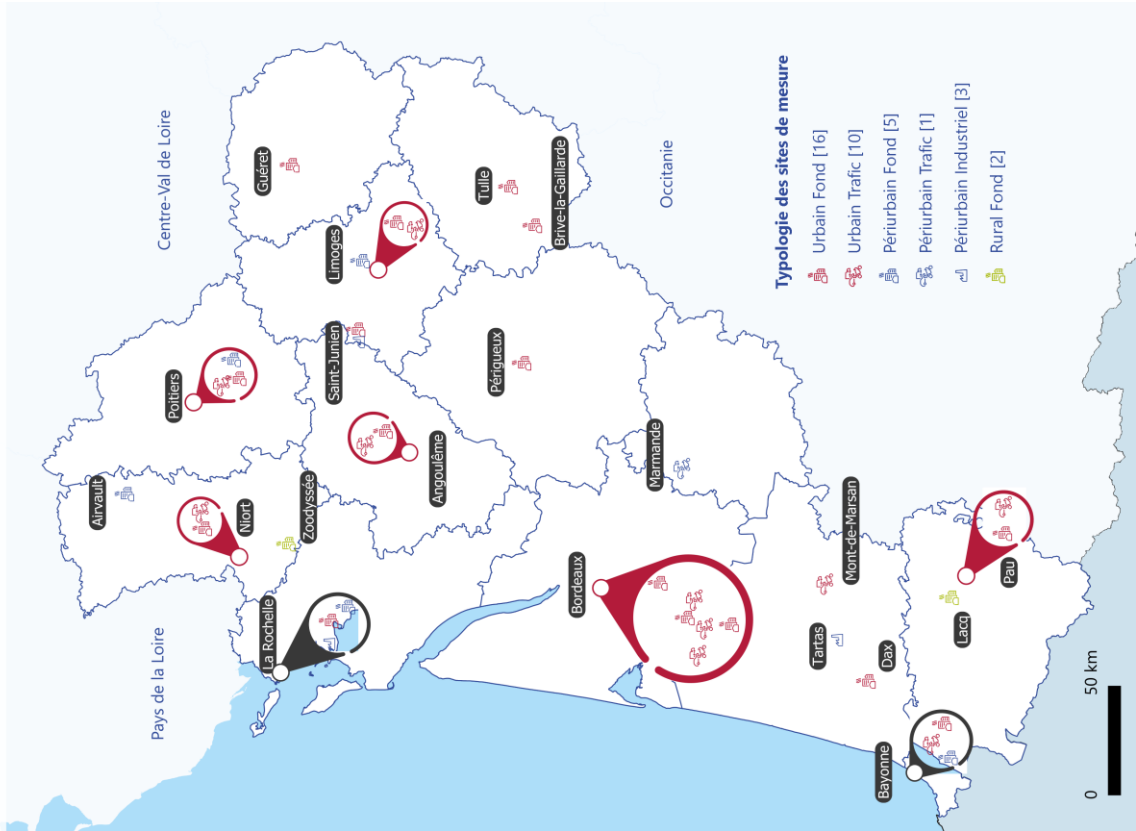 Centre-Val de Loire
Pays de la Loire
Occitanie
Guéret
Tulle
Brive-la-Gaillarde
Limoges
Saint-Junien
Périgueux
Poitiers
Angoulême
Airvault
Niort
Zoodyssée
La Rochelle
Marmande
Bordeaux
Mont-de-Marsan
Tartas
Dax
Bayonne
Lacq
Pau
Typologie des sites de mesure
Urbain Fond [16]
Urbain Trafic [10]
Périurbain Fond [5]
Périurbain Trafic [1]
Périurbain Industriel [3]
Rural Fond [2]
0 50 km